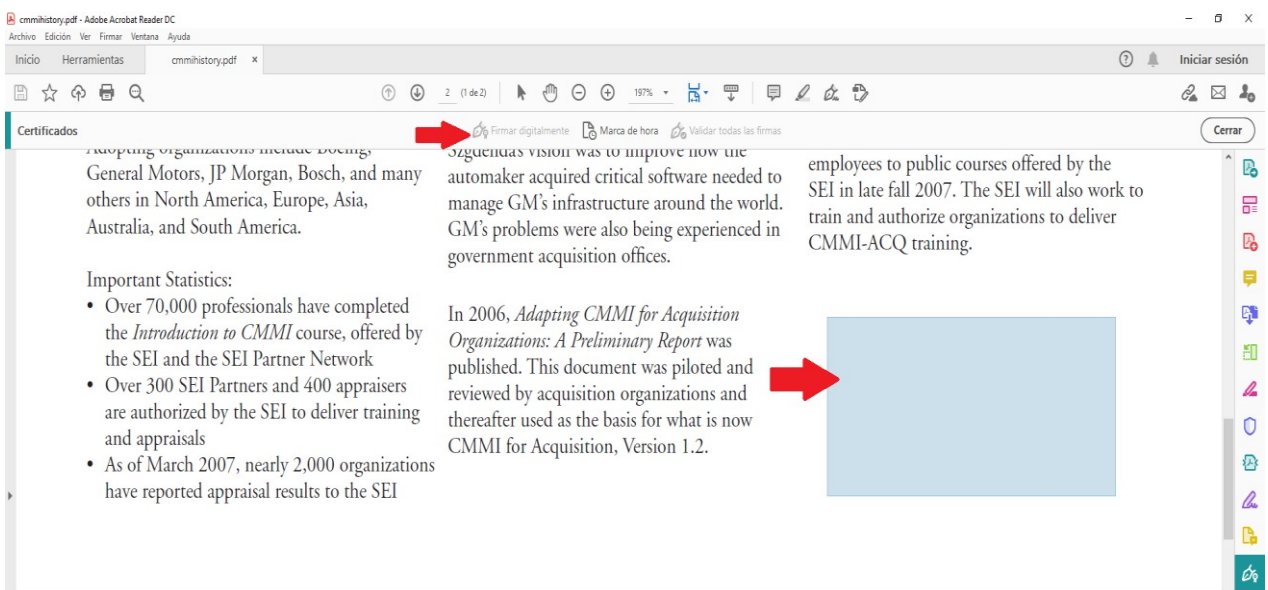 cmmihistory.pdf - Adobe Acrobat Reader DC
Archivo Edición Ver Firmar Ventana Ayuda
Inicio Herramientas cmmihistory.pdf × Iniciar sesión
2 (1 de 2) 197%
Certificados Firmar digitalmente Marca de hora Validar todas las firmas Cerrar
Adopting organizations include Boeing,
General Motors, JP Morgan, Bosch, and many
others in North America, Europe, Asia,
Australia, and South America.
Important Statistics:
• Over 70,000 professionals have completed
the Introduction to CMMI course, offered by
the SEI and the SEI Partner Network
• Over 300 SEI Partners and 400 appraisers
are authorized by the SEI to deliver training
and appraisals
• As of March 2007, nearly 2,000 organizations
have reported appraisal results to the SEI
vision was to improve how the
automaker acquired critical software needed to
manage GM's infrastructure around the world.
GM's problems were also being experienced in
government acquisition offices.
In 2006, Adapting CMMI for Acquisition
Organizations: A Preliminary Report was
published. This document was piloted and
reviewed by acquisition organizations and
thereafter used as the basis for what is now
CMMI for Acquisition, Version 1.2.
employees to public courses offered by the
SEI in late fall 2007. The SEI will also work to
train and authorize organizations to deliver
CMMI-ACQ training.